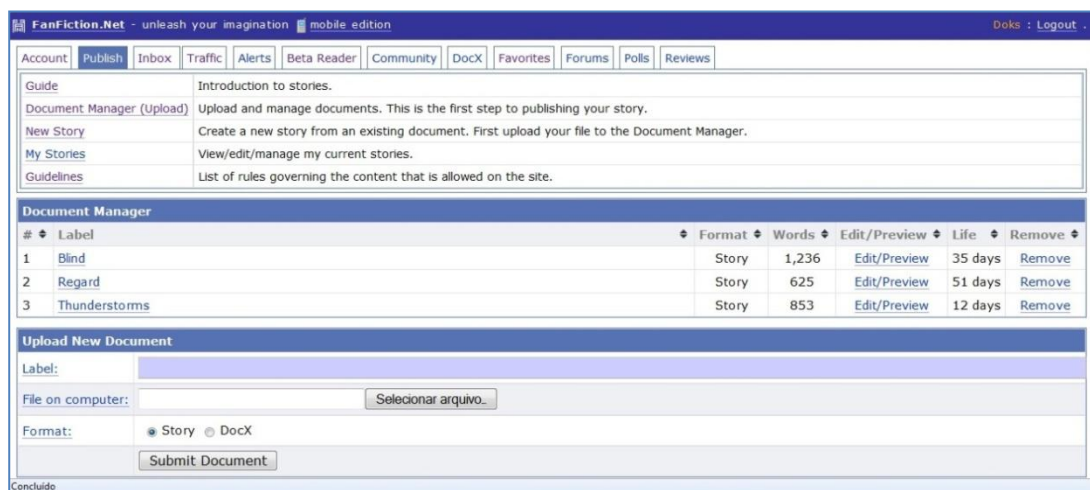 FanFiction.Net - unleash your imagination mobile edition Doks : Logout .
Account Publish Inbox Traffic Alerts Beta Reader Community DocX Favorites Forums Polls Reviews
Guide Introduction to stories.
Document Manager (Upload) Upload and manage documents. This is the first step to publishing your story.
New Story Create a new story from an existing document. First upload your file to the Document Manager.
My Stories View/edit/manage my current stories.
Guidelines List of rules governing the content that is allowed on the site.
Document Manager
# Label Format Words Edit/Preview Life Remove
1 Blind Story 1,236 Edit/Preview 35 days Remove
2 Regard Story 625 Edit/Preview 51 days Remove
3 Thunderstorms Story 853 Edit/Preview 12 days Remove
Upload New Document
Label:
File on computer: Selecionar arquivo..
Format: Story DocX
Submit Document
Concluído